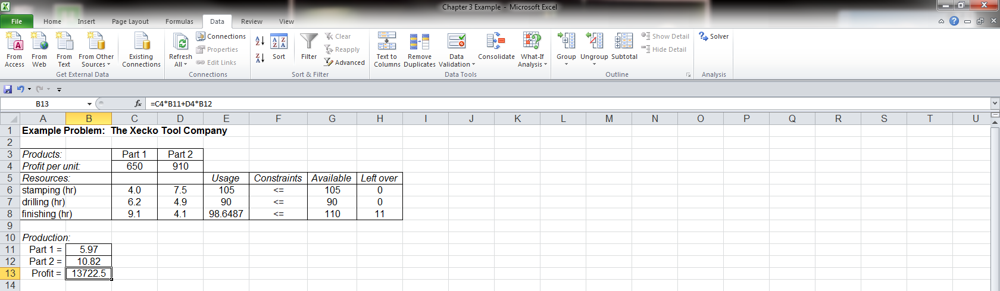 Chapter 3 Example - Microsoft Excel
File Home Insert Page Layout Formulas Data Review View
From Access
From Web
From Text
From Other Sources
Existing Connections
Get External Data
Refresh All
Connections
Properties
Edit Links
Connections
Sort
Filter
Clear
Reapply
Advanced
Sort & Filter
Text to Columns
Remove Duplicates
Data Validation
Consolidate
What-If Analysis
Data Tools
Group
Ungroup
Subtotal
Show Detail
Hide Detail
Outline
Solver
Analysis
B13 fx =C4*B11+D4*B12
A B C D E F G H I J K L M N O P Q R S T U
1 Example Problem: The Xecko Tool Company
2
3 Products: Part 1 Part 2
4 Profit per unit: 650 910
5 Resources: Usage Constraints Available Left over
6 stamping (hr) 4.0 7.5 105 <= 105 0
7 drilling (hr) 6.2 4.9 90 <= 90 0
8 finishing (hr) 9.1 4.1 98.6487 <= 110 11
9
10 Production:
11 Part 1 = 5.97
12 Part 2 = 10.82
13 Profit = 13722.5
14